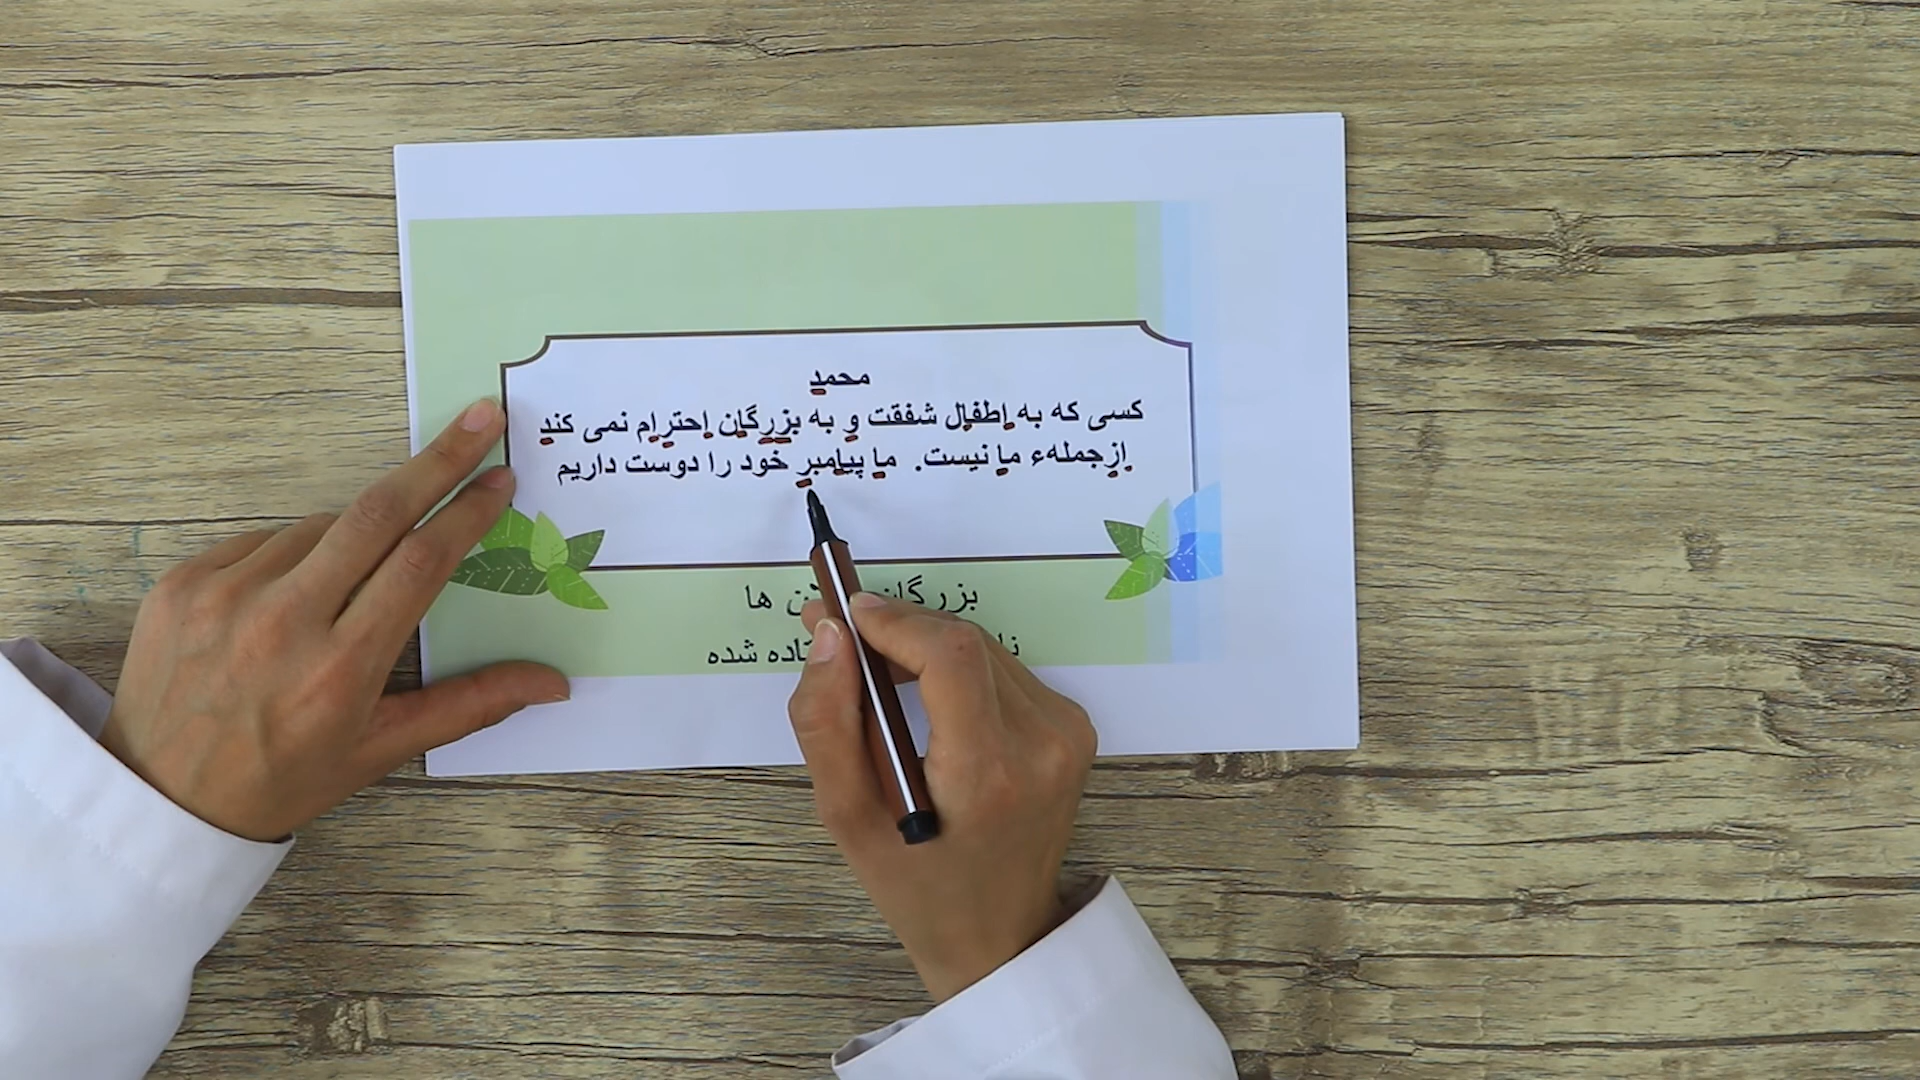 محمد
کسی که به اطفال شفقت و به بزرگان احترام نمی کند
ازجملهء ما نیست. ما پیامبر خود را دوست داریم.
بزرگان ها
شده